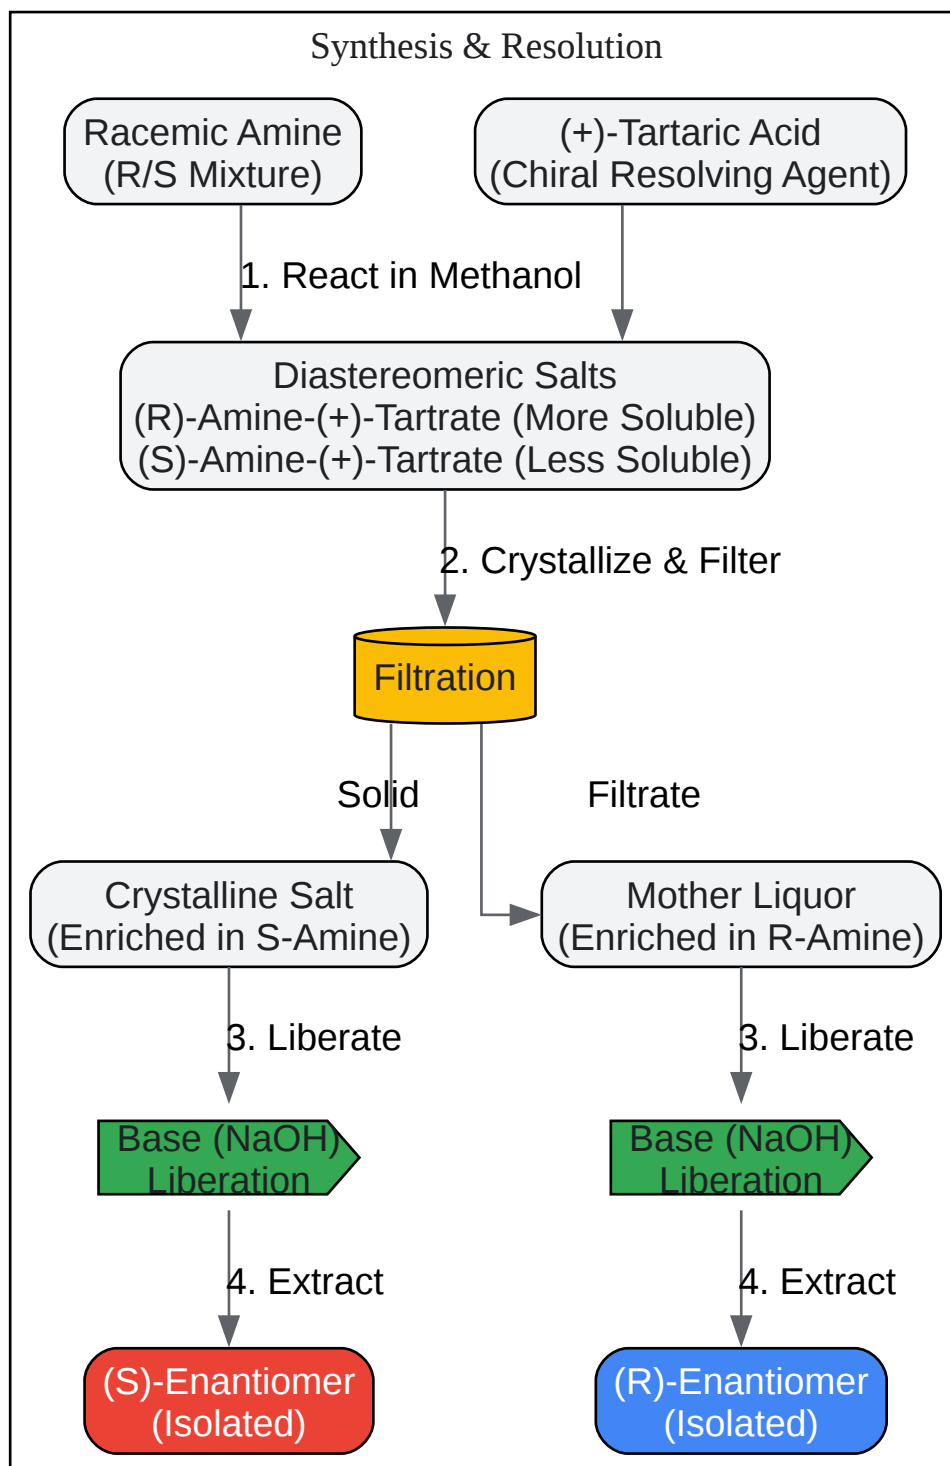 Synthesis & Resolution
Racemic Amine
(R/S Mixture)
(+)-Tartaric Acid
(Chiral Resolving Agent)
1. React in Methanol
Diastereomeric Salts
(R)-Amine-(+)-Tartrate (More Soluble)
(S)-Amine-(+)-Tartrate (Less Soluble)
2. Crystallize & Filter
Filtration
Solid
Filtrate
Crystalline Salt
(Enriched in S-Amine)
Mother Liquor
(Enriched in R-Amine)
3. Liberate
3. Liberate
Base (NaOH)
Liberation
Base (NaOH)
Liberation
4. Extract
4. Extract
(S)-Enantiomer
(Isolated)
(R)-Enantiomer
(Isolated)